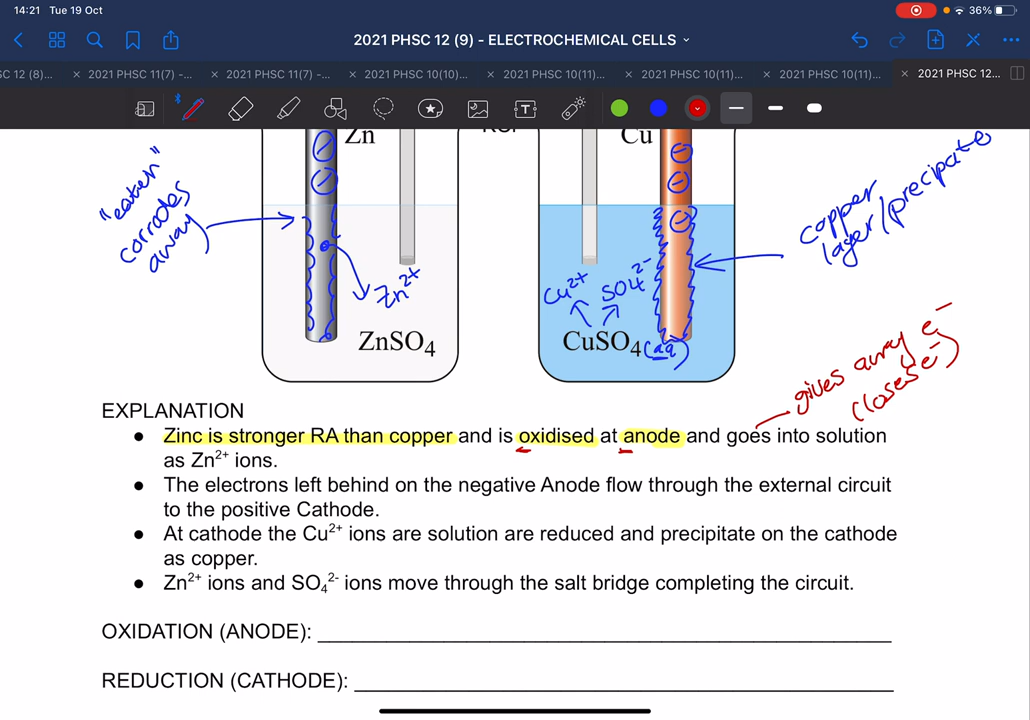 14:21 Tue 19 Oct
36%
2021 PHSC 12 (9) - ELECTROCHEMICAL CELLS
SC 12 (8)...
2021 PHSC 11(7) -...
2021 PHSC 11(7) -...
2021 PHSC 10(10)...
2021 PHSC 10(11)...
2021 PHSC 10(11)...
2021 PHSC 10(11)...
2021 PHSC 12...
Zn
Cu
"eaten"
corrodes
away
Zn²⁺
ZnSO₄
Cu²⁺ SO4²⁻
CuSO₄(aq)
copper
layer/precipitate
gives away e⁻
(loses e⁻)
EXPLANATION
● Zinc is stronger RA than copper and is oxidised at anode and goes into solution
as Zn²⁺ ions.
● The electrons left behind on the negative Anode flow through the external circuit
to the positive Cathode.
● At cathode the Cu²⁺ ions are solution are reduced and precipitate on the cathode
as copper.
● Zn²⁺ ions and SO₄²⁻ ions move through the salt bridge completing the circuit.
OXIDATION (ANODE): ____________________
REDUCTION (CATHODE): ____________________